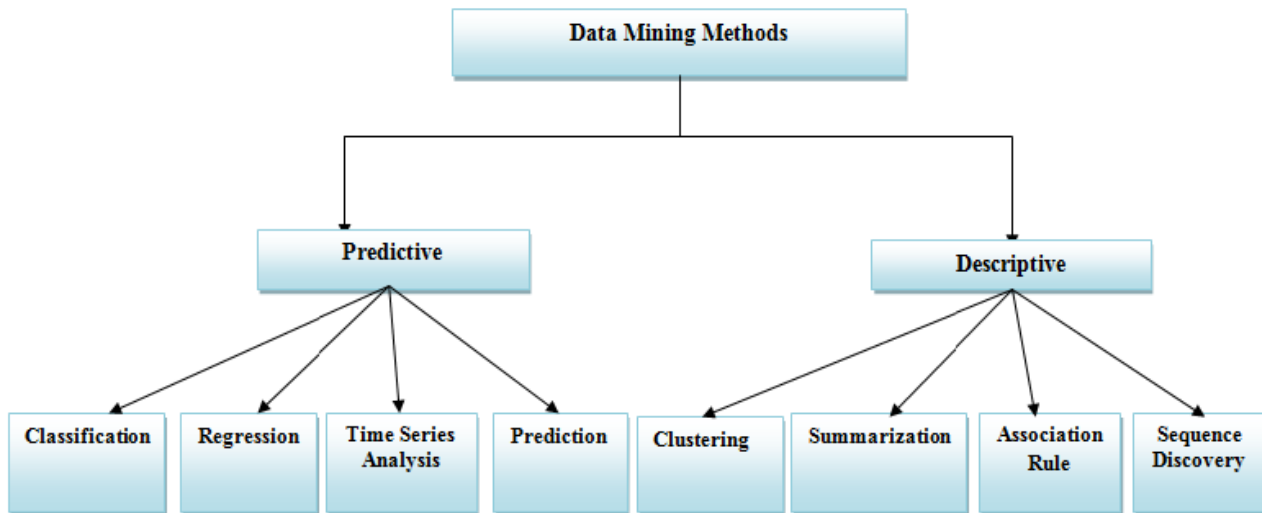 Data Mining Methods
Predictive
Descriptive
Classification
Regression
Time Series
Analysis
Prediction
Clustering
Summarization
Association
Rule
Sequence
Discovery